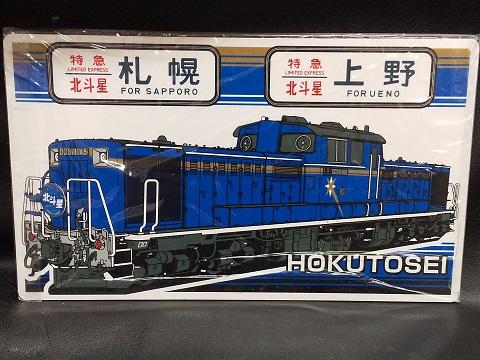 特急
LIMITED EXPRESS
北斗星
札幌
FOR SAPPORO
特急
LIMITED EXPRESS
北斗星
上野
FOR UENO
北斗星
HOKUTOSEI